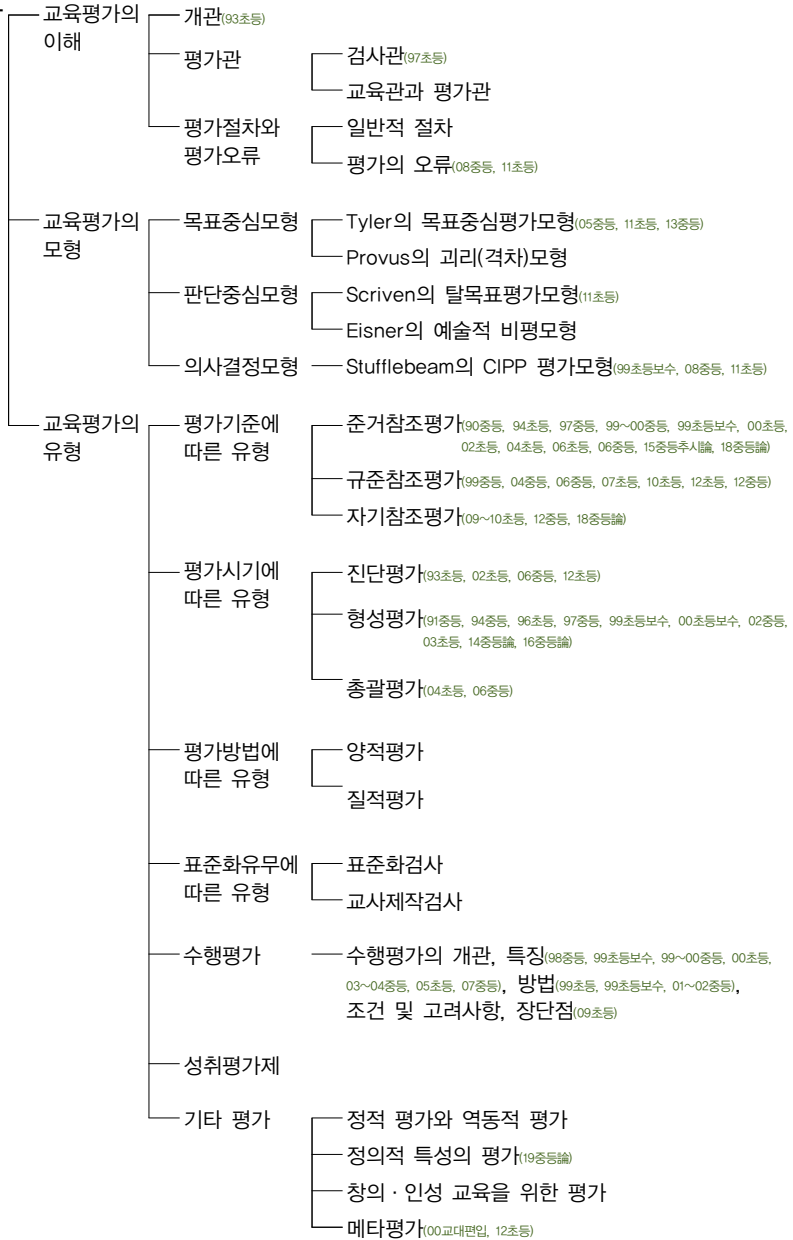 교육평가의
이해
개관(93초등)
평가관
검사관(97초등)
교육관과 평가관
평가절차와
평가오류
일반적 절차
평가의 오류(08중등, 11초등)
교육평가의
모형
목표중심모형
Tyler의 목표중심평가모형(05중등, 11초등, 13중등)
Provus의 괴리(격차)모형
판단중심모형
Scriven의 탈목표평가모형(11초등)
Eisner의 예술적 비평모형
의사결정모형
Stufflebeam의 CIPP 평가모형(99초등보수, 08중등, 11초등)
교육평가의
유형
평가기준에
따른 유형
준거참조평가(90중등, 94초등, 97중등, 99～00중등, 99초등보수, 00초등,
02초등, 04초등, 06초등, 06중등, 15중등추시論, 18중등論)
규준참조평가(99중등, 04중등, 06중등, 07초등, 10초등, 12초등, 12중등)
자기참조평가(09～10초등, 12중등, 18중등論)
평가시기에
따른 유형
진단평가(93초등, 02초등, 06중등, 12초등)
형성평가(91중등, 94중등, 96초등, 97중등, 99초등보수, 00초등보수, 02중등,
03초등, 14중등論, 16중등論)
총괄평가(04초등, 06중등)
평가방법에
따른 유형
양적평가
질적평가
표준화유무에
따른 유형
표준화검사
교사제작검사
수행평가
수행평가의 개관, 특징(98중등, 99초등보수, 99～00중등, 00초등,
03～04중등, 05초등, 07중등), 방법(99초등, 99초등보수, 01～02중등),
조건 및 고려사항, 장단점(09초등)
성취평가제
기타 평가
정적 평가와 역동적 평가
정의적 특성의 평가(19중등論)
창의 · 인성 교육을 위한 평가
메타평가(00교대편입, 12초등)